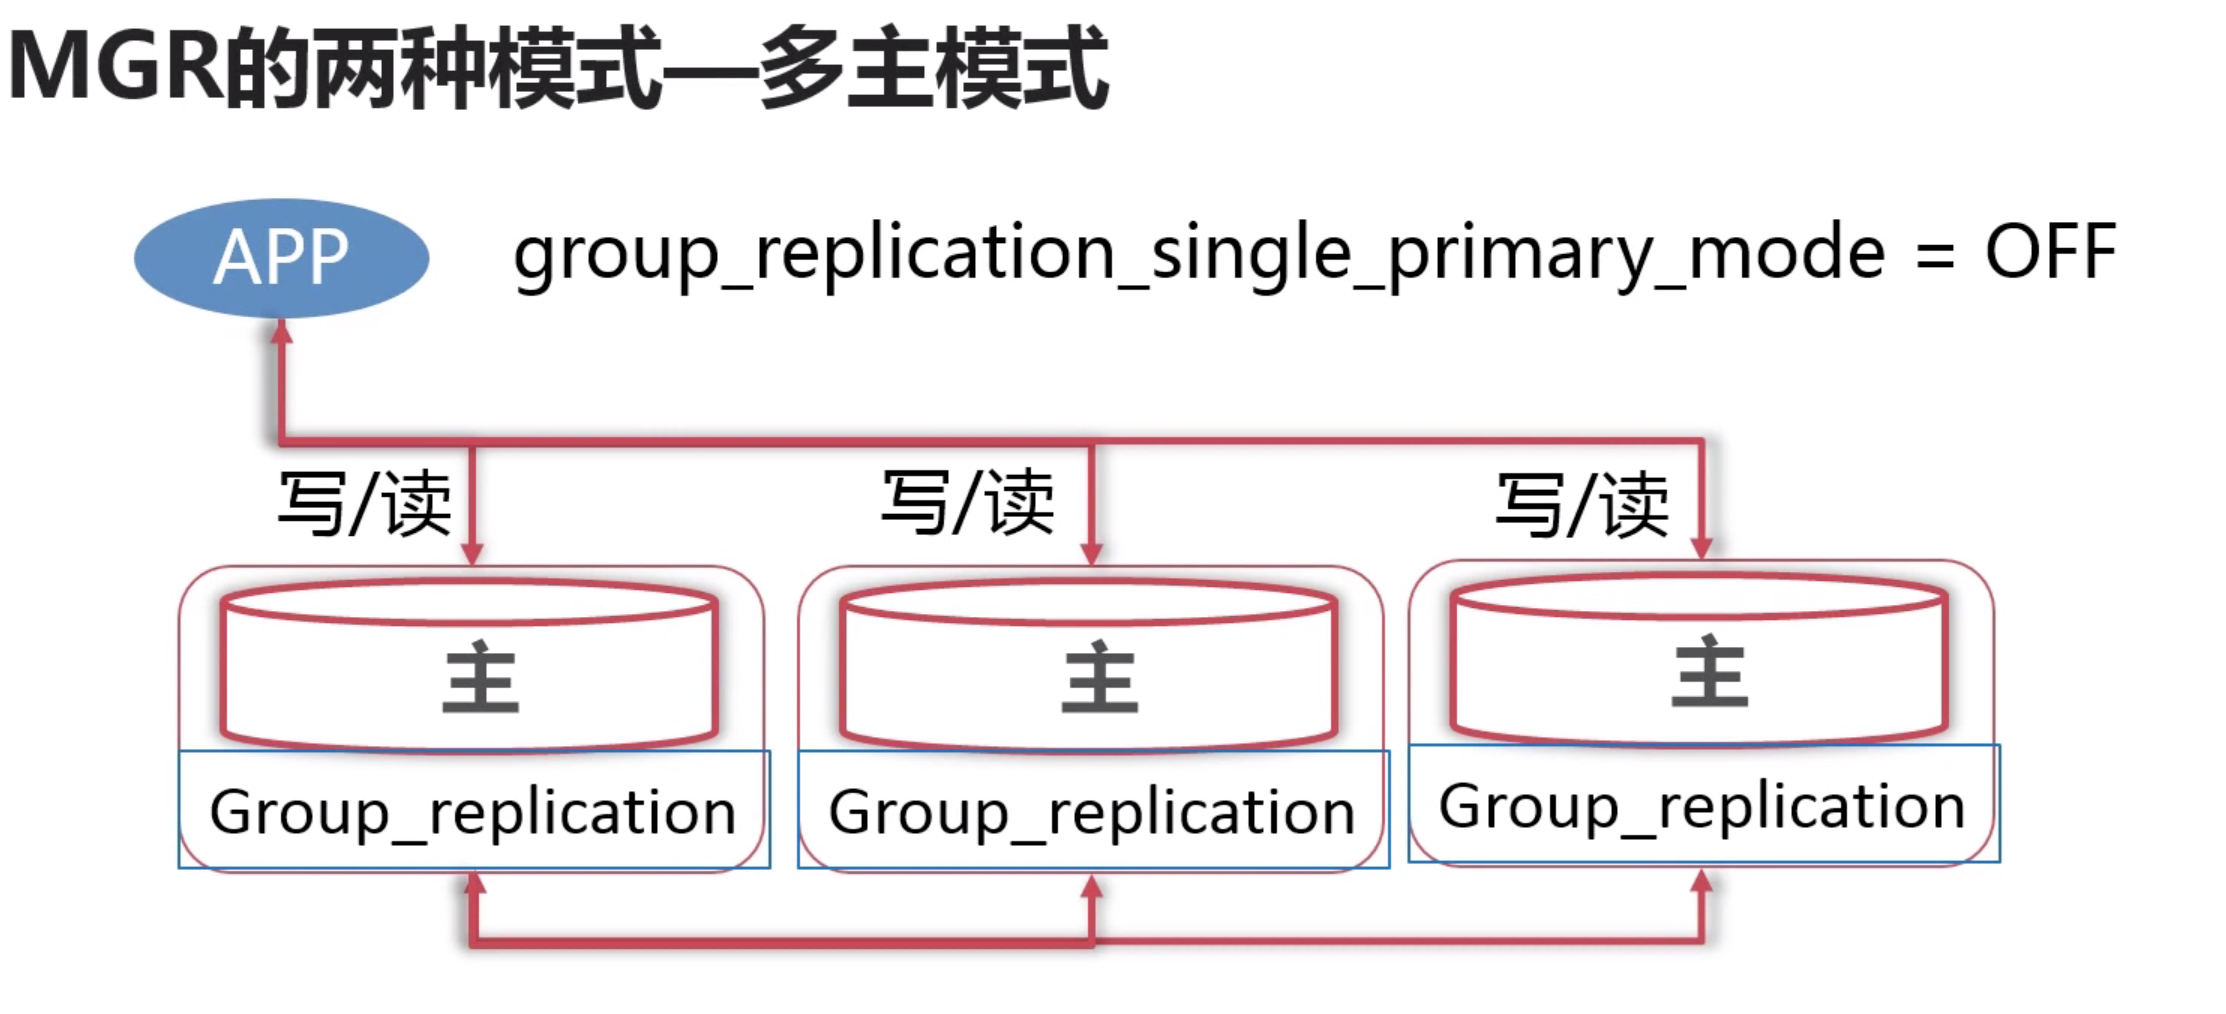 MGR的两种模式—多主模式
APP
group_replication_single_primary_mode = OFF
写/读
写/读
写/读
主
主
主
Group_replication
Group_replication
Group_replication